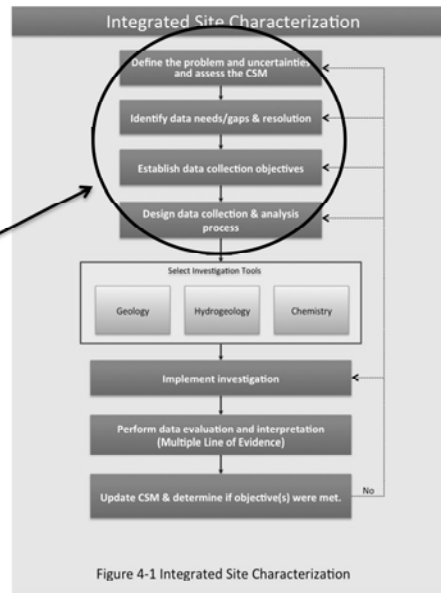 Integrated Site Characterization
Define the problem and uncertainties
and assess the CSM
Identify data needs/gaps & resolution
Establish data collection objectives
Design data collection & analysis
process
Select Investigation Tools
Geology
Hydrogeology
Chemistry
Implement investigation
Perform data evaluation and interpretation
(Multiple Line of Evidence)
Update CSM & determine if objective(s) were met.
No
Figure 4-1 Integrated Site Characterization